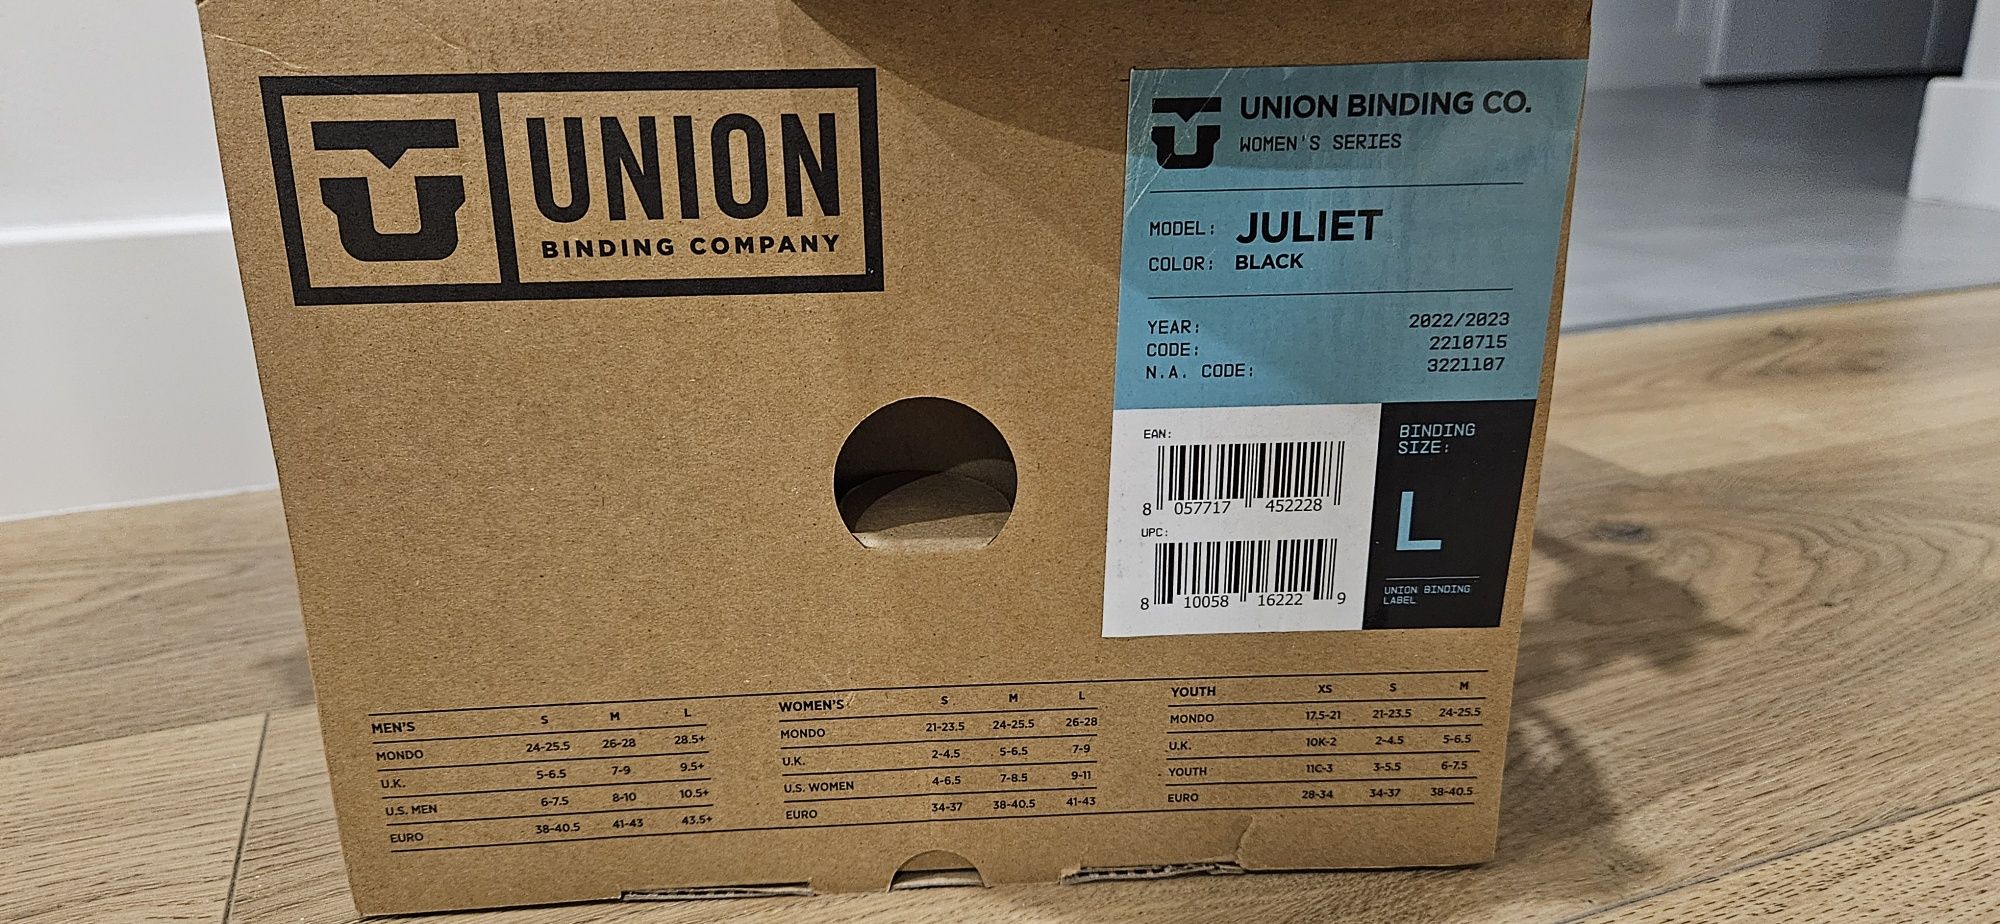 UNION
BINDING COMPANY
UNION BINDING CO.
WOMEN'S SERIES
MODEL: JULIET
COLOR: BLACK
YEAR: 2022/2023
CODE: 2210715
N.A. CODE: 3221107
EAN:
8 057717 452228
UPC:
8 10058 16222 9
BINDING
SIZE:
L
UNION BINDING
LABEL
MEN'S S M L
MONDO 24-25.5 26-28 28.5+
U.K. 5-6.5 7-9 9.5+
U.S. MEN 6-7.5 8-10 10.5+
EURO 38-40.5 41-43 43.5+
WOMEN'S S M L
MONDO 21-23.5 24-25.5 26-28
U.K. 2-4.5 5-6.5 7-9
U.S. WOMEN 4-6.5 7-8.5 9-11
EURO 34-37 38-40.5 41-43
YOUTH XS S M
MONDO 17.5-21 21-23.5 24-25.5
U.K. 10K-2 2-4.5 5-6.5
YOUTH 11C-3 3-5.5 6-7.5
EURO 28-34 34-37 38-40.5